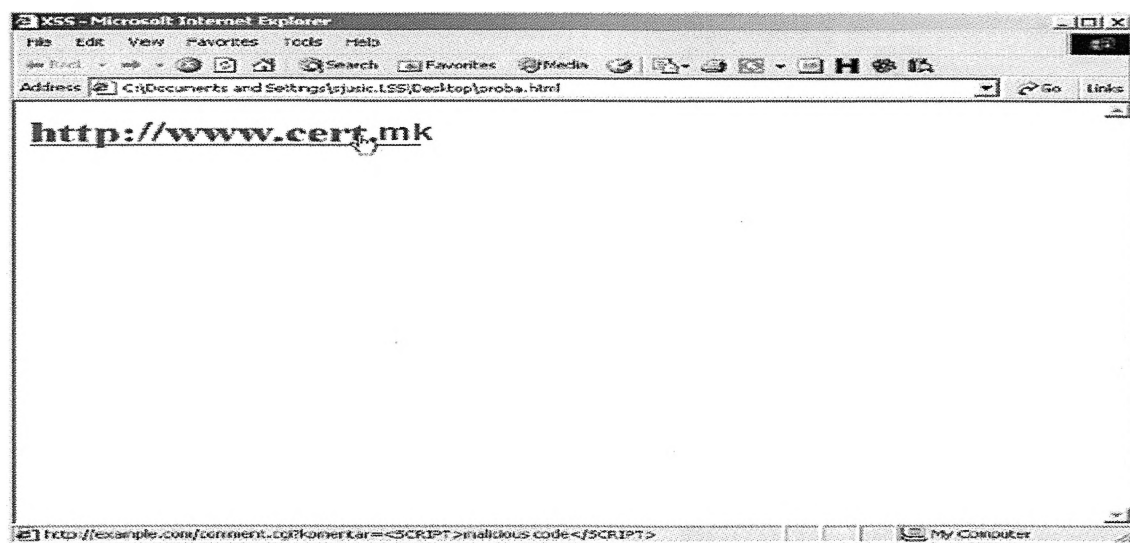 XSS - Microsoft Internet Explorer
File Edit View Favorites Tools Help
Back Search Favorites Media
Address C:\Documents and Settings\sjusic.LSS\Desktop\proba.html Go Links
http://www.cert.mk
http://example.com/comment.cgi?komentar=<SCRIPT>malicious code</SCRIPT> My Computer